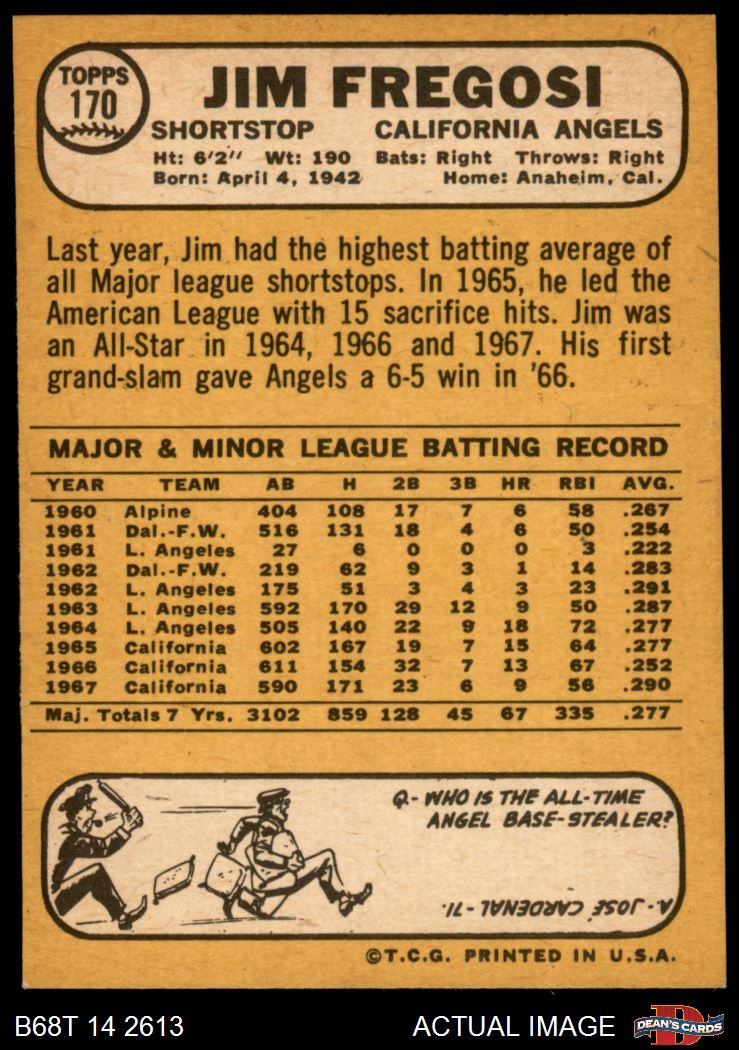 TOPPS
170
JIM FREGOSI
SHORTSTOP CALIFORNIA ANGELS
Ht: 6'2" Wt: 190 Bats: Right Throws: Right
Born: April 4, 1942 Home: Anaheim, Cal.
Last year, Jim had the highest batting average of
all Major league shortstops. In 1965, he led the
American League with 15 sacrifice hits. Jim was
an All-Star in 1964, 1966 and 1967. His first
grand-slam gave Angels a 6-5 win in '66.
MAJOR & MINOR LEAGUE BATTING RECORD
YEAR TEAM AB H 2B 3B HR RBI AVG.
1960 Alpine 404 108 17 7 6 58 .267
1961 Dal.-F.W. 516 131 18 4 6 50 .254
1961 L. Angeles 27 6 0 0 0 3 .222
1962 Dal.-F.W. 219 62 9 3 1 14 .283
1962 L. Angeles 175 51 3 4 3 23 .291
1963 L. Angeles 592 170 29 12 9 50 .287
1964 L. Angeles 505 140 22 9 18 72 .277
1965 California 602 167 19 7 15 64 .277
1966 California 611 154 32 7 13 67 .252
1967 California 590 171 23 6 9 56 .290
Maj. Totals 7 Yrs. 3102 859 128 45 67 335 .277
Q- WHO IS THE ALL-TIME
ANGEL BASE-STEALER?
A- JOSE CARDENAL - 71.
©T.C.G. PRINTED IN U.S.A.
B68T 14 2613 ACTUAL IMAGE
D
DEAN'S CARDS